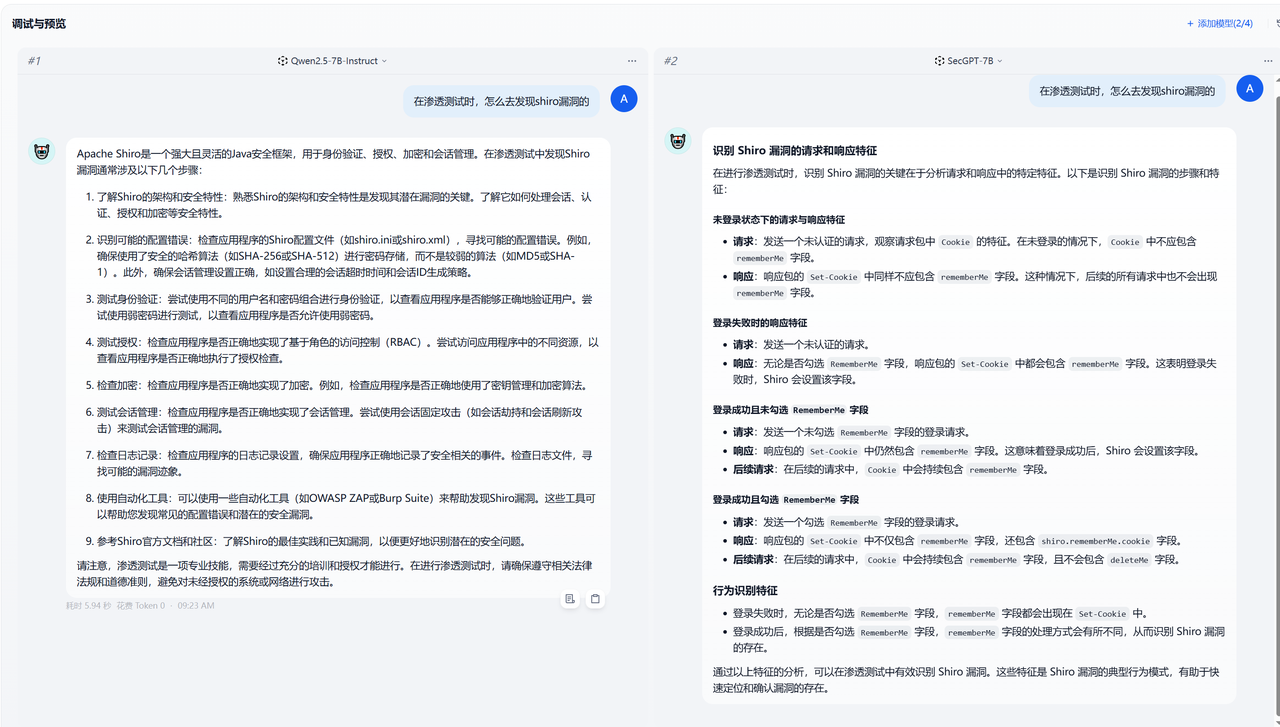 调试与预览
+ 添加模型(2/4)
#1
Qwen2.5-7B-Instruct
在渗透测试时，怎么去发现shiro漏洞的
A
Apache Shiro是一个强大且灵活的Java安全框架，用于身份验证、授权、加密和会话管理。在渗透测试中发现Shiro
漏洞通常涉及以下几个步骤：
1. 了解Shiro的架构和安全特性：熟悉Shiro的架构和安全特性是发现其潜在漏洞的关键。了解它如何处理会话、认
证、授权和加密等安全特性。
2. 识别可能的配置错误：检查应用程序的Shiro配置文件（如shiro.ini或shiro.xml），寻找可能的配置错误。例如，
确保使用了安全的哈希算法（如SHA-256或SHA-512）进行密码存储，而不是较弱的算法（如MD5或SHA-
1）。此外，确保会话管理设置正确，如设置合理的会话超时时间和会话ID生成策略。
3. 测试身份验证：尝试使用不同的用户名和密码组合进行身份验证，以查看应用程序是否能够正确地验证用户。尝
试使用弱密码进行测试，以查看应用程序是否允许使用弱密码。
4. 测试授权：检查应用程序是否正确地实现了基于角色的访问控制（RBAC）。尝试访问应用程序中的不同资源，以
查看应用程序是否正确地执行了授权检查。
5. 检查加密：检查应用程序是否正确地实现了加密。例如，检查应用程序是否正确地使用了密钥管理和加密算法。
6. 测试会话管理：检查应用程序是否正确地实现了会话管理。尝试使用会话固定攻击（如会话劫持和会话刷新攻
击）来测试会话管理的漏洞。
7. 检查日志记录：检查应用程序的日志记录设置，确保应用程序正确地记录了安全相关的事件。检查日志文件，寻
找可能的漏洞迹象。
8. 使用自动化工具：可以使用一些自动化工具（如OWASP ZAP或Burp Suite）来帮助发现Shiro漏洞。这些工具可
以帮助您发现常见的配置错误和潜在的安全漏洞。
9. 参考Shiro官方文档和社区：了解Shiro的最佳实践和已知漏洞，以便更好地识别潜在的安全问题。
请注意，渗透测试是一项专业技能，需要经过充分的培训和授权才能进行。在进行渗透测试时，请确保遵守相关法律
法规和道德准则，避免对未经授权的系统或网络进行攻击。
耗时 5.94 秒 花费 Token 0 · 09:23 AM
#2
SecGPT-7B
在渗透测试时，怎么去发现shiro漏洞的
A
识别 Shiro 漏洞的请求和响应特征
在进行渗透测试时，识别 Shiro 漏洞的关键在于分析请求和响应中的特定特征。以下是识别 Shiro 漏洞的步骤和特
征：
未登录状态下的请求与响应特征
• 请求：发送一个未认证的请求，观察请求包中 Cookie 的特征。在未登录的情况下，Cookie 中不应包含
rememberMe 字段。
• 响应：响应包的 Set-Cookie 中同样不应包含 rememberMe 字段。这种情况下，后续的所有请求中也不会出现
rememberMe 字段。
登录失败时的响应特征
• 请求：发送一个未认证的请求。
• 响应：无论是否勾选 RememberMe 字段，响应包的 Set-Cookie 中都会包含 rememberMe 字段。这表明登录失
败时，Shiro 会设置该字段。
登录成功且未勾选 RememberMe 字段
• 请求：发送一个未勾选 RememberMe 字段的登录请求。
• 响应：响应包的 Set-Cookie 中仍然包含 rememberMe 字段。这意味着登录成功后，Shiro 会设置该字段。
• 后续请求：在后续的请求中，Cookie 中会持续包含 rememberMe 字段。
登录成功且勾选 RememberMe 字段
• 请求：发送一个勾选 RememberMe 字段的登录请求。
• 响应：响应包的 Set-Cookie 中不仅包含 rememberMe 字段，还包含 shiro.rememberMe.cookie 字段。
• 后续请求：在后续的请求中，Cookie 中会持续包含 rememberMe 字段，且不会包含 deleteMe 字段。
行为识别特征
• 登录失败时，无论是否勾选 RememberMe 字段，rememberMe 字段都会出现在 Set-Cookie 中。
• 登录成功后，根据是否勾选 RememberMe 字段，rememberMe 字段的处理方式会有所不同，从而识别 Shiro 漏洞
的存在。
通过以上特征的分析，可以在渗透测试中有效识别 Shiro 漏洞。这些特征是 Shiro 漏洞的典型行为模式，有助于快
速定位和确认漏洞的存在。